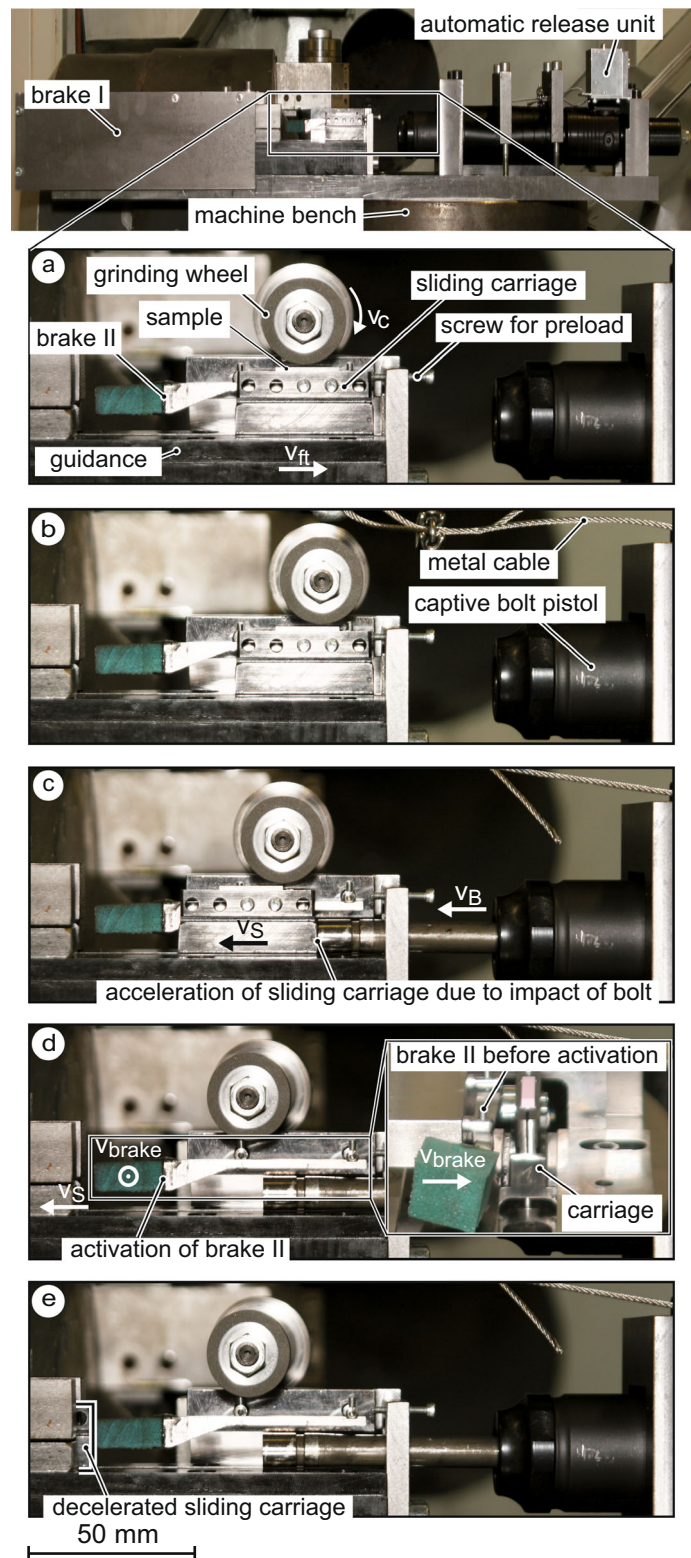 automatic release unit
brake I
machine bench
a
grinding wheel
sliding carriage
sample
vc
screw for preload
brake II
guidance
vft
b
metal cable
captive bolt pistol
c
vB
vS
acceleration of sliding carriage due to impact of bolt
d
brake II before activation
vbrake
vbrake
vS
carriage
activation of brake II
e
decelerated sliding carriage
50 mm